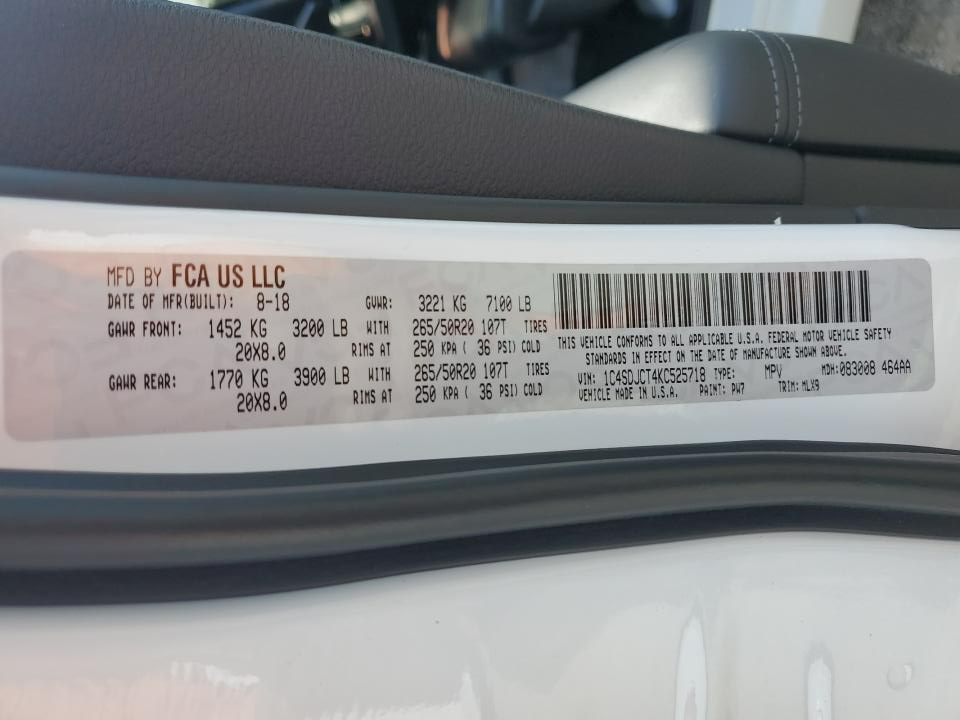 MFD BY FCA US LLC
DATE OF MFR(BUILT): 8-18 GVWR: 3221 KG 7100 LB
GAWR FRONT: 1452 KG 3200 LB WITH 265/50R20 107T TIRES
20X8.0 RIMS AT 250 KPA ( 36 PSI) COLD
GAWR REAR: 1770 KG 3900 LB WITH 265/50R20 107T TIRES
20X8.0 RIMS AT 250 KPA ( 36 PSI) COLD
THIS VEHICLE CONFORMS TO ALL APPLICABLE U.S.A. FEDERAL MOTOR VEHICLE SAFETY
STANDARDS IN EFFECT ON THE DATE OF MANUFACTURE SHOWN ABOVE.
VIN: 1C4SDJCT4KC525718 TYPE: MPV MDH: 083008 464AA
VEHICLE MADE IN U.S.A. PAINT: PW7 TRIM: MLX9